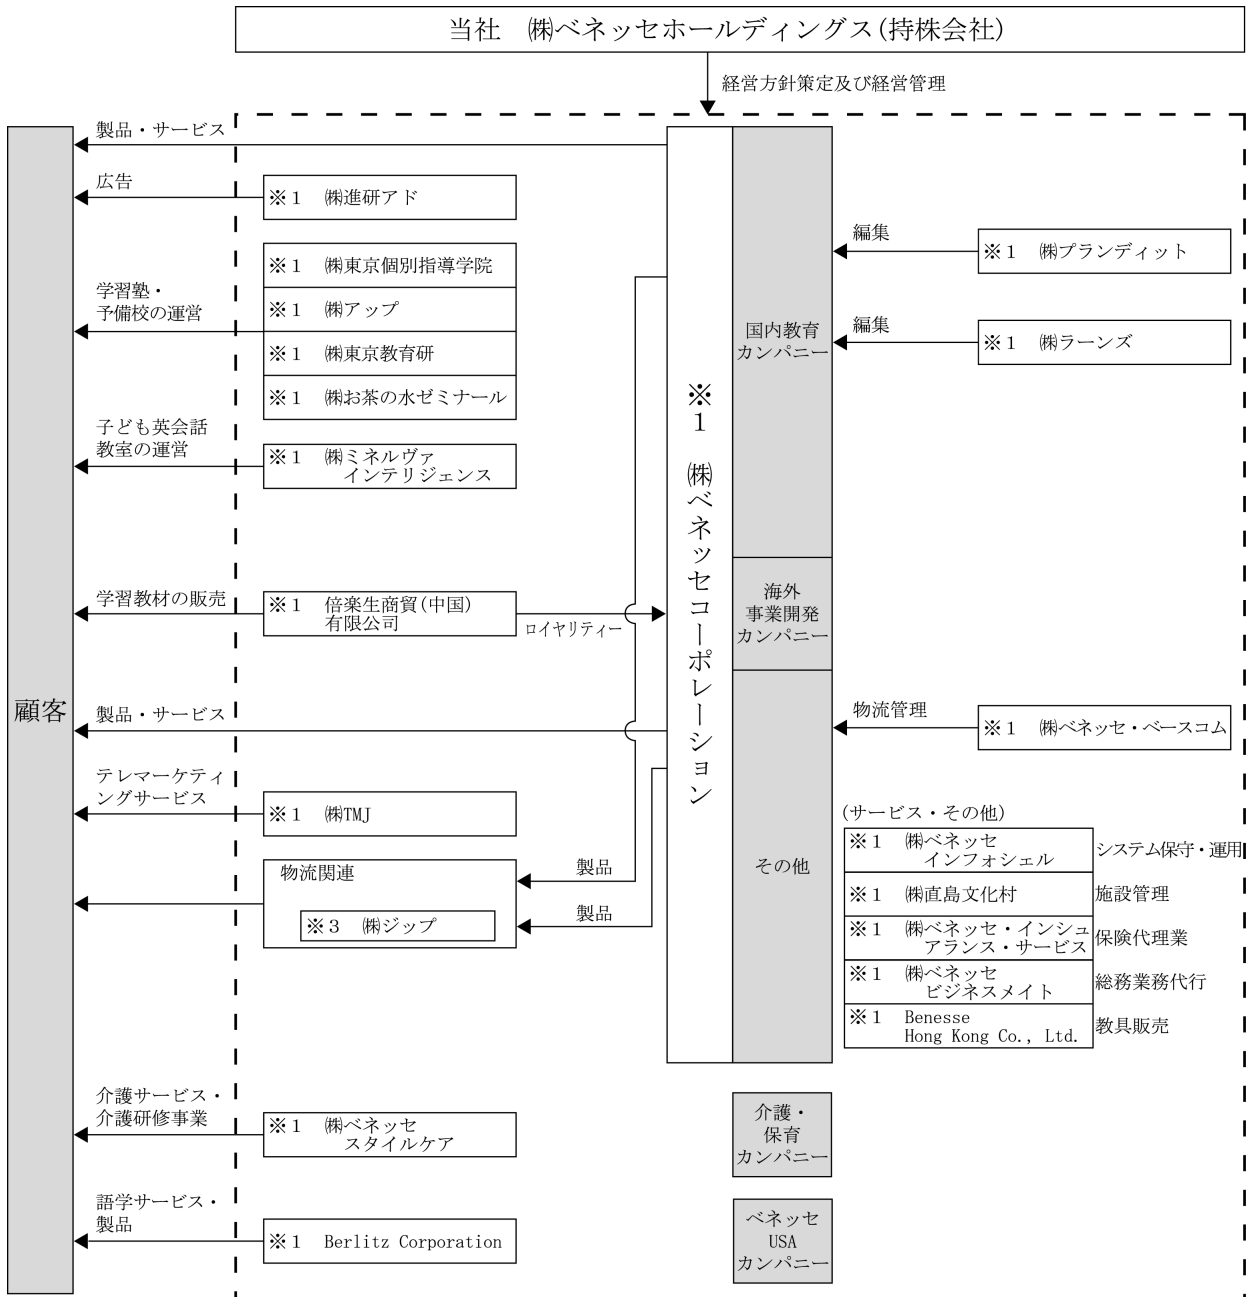 当社　㈱ベネッセホールディングス(持株会社)
経営方針策定及び経営管理
顧客
製品・サービス
広告
※１　㈱進研アド
学習塾・
予備校の運営
※１　㈱東京個別指導学院
※１　㈱アップ
※１　㈱東京教育研
※１　㈱お茶の水ゼミナール
子ども英会話
教室の運営
※１　㈱ミネルヴァ
インテリジェンス
学習教材の販売
※１　倍楽生商貿(中国)
有限公司
ロイヤリティー
製品・サービス
テレマーケティ
ングサービス
※１　㈱TMJ
物流関連
※３　㈱ジップ
製品
製品
介護サービス・
介護研修事業
※１　㈱ベネッセ
スタイルケア
語学サービス・
製品
※１　Berlitz Corporation
※１　㈱ベネッセコーポレーション
国内教育
カンパニー
海外
事業開発
カンパニー
その他
介護・
保育
カンパニー
ベネッセ
USA
カンパニー
編集
※１　㈱プランディット
編集
※１　㈱ラーンズ
物流管理
※１　㈱ベネッセ・ベースコム
(サービス・その他)
※１　㈱ベネッセ
インフォシェル
システム保守・運用
※１　㈱直島文化村
施設管理
※１　㈱ベネッセ・インシュ
アランス・サービス
保険代理業
※１　㈱ベネッセ
ビジネスメイト
総務業務代行
※１　Benesse
Hong Kong Co., Ltd.
教具販売